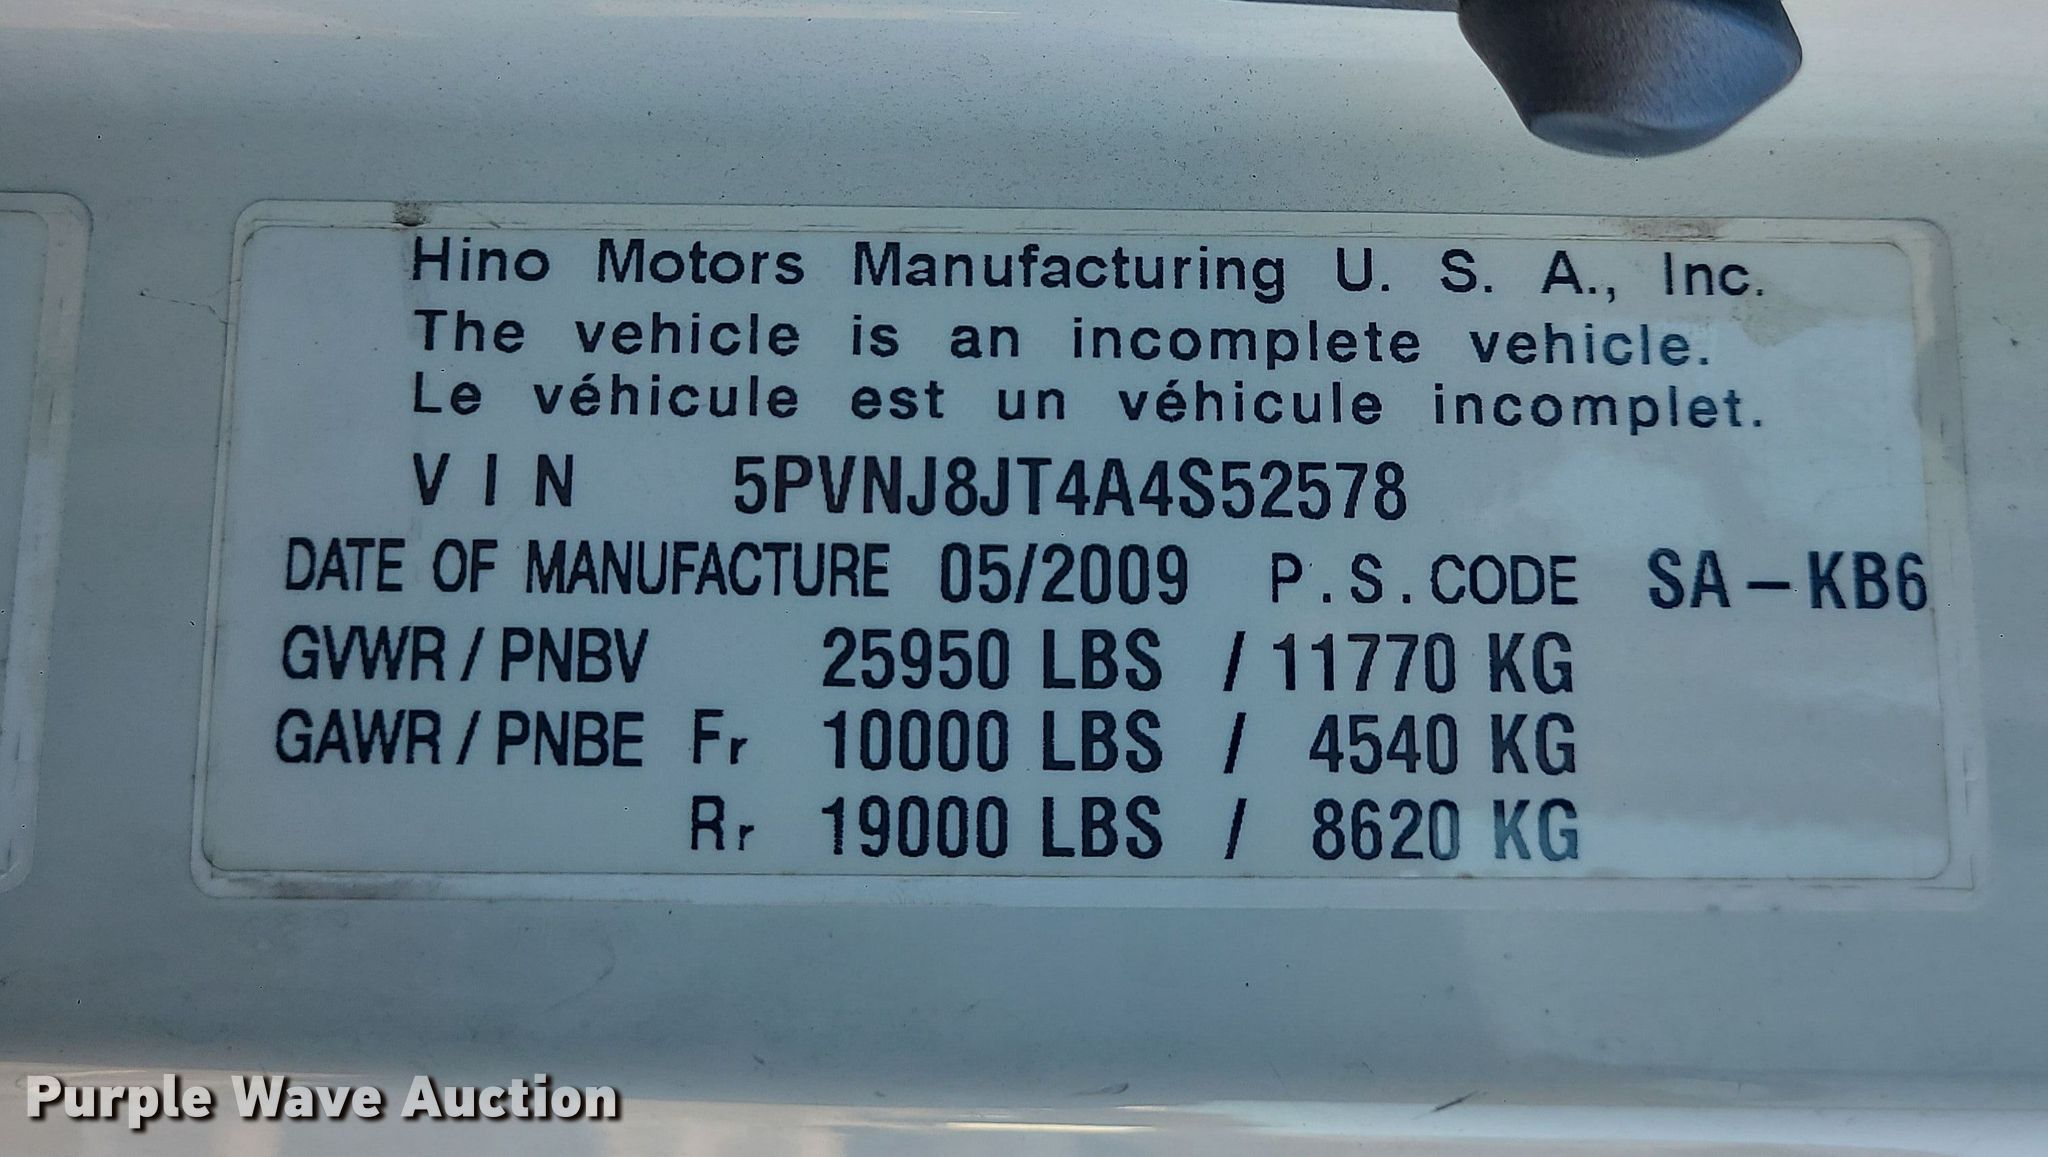 Hino Motors Manufacturing U. S. A., Inc.
The vehicle is an incomplete vehicle.
Le véhicule est un véhicule incomplet.
VIN 5PVNJ8JT4A4S52578
DATE OF MANUFACTURE 05/2009 P.S.CODE SA-KB6
GVWR/PNBV 25950 LBS / 11770 KG
GAWR/PNBE Fr 10000 LBS / 4540 KG
Rr 19000 LBS / 8620 KG
Purple Wave Auction